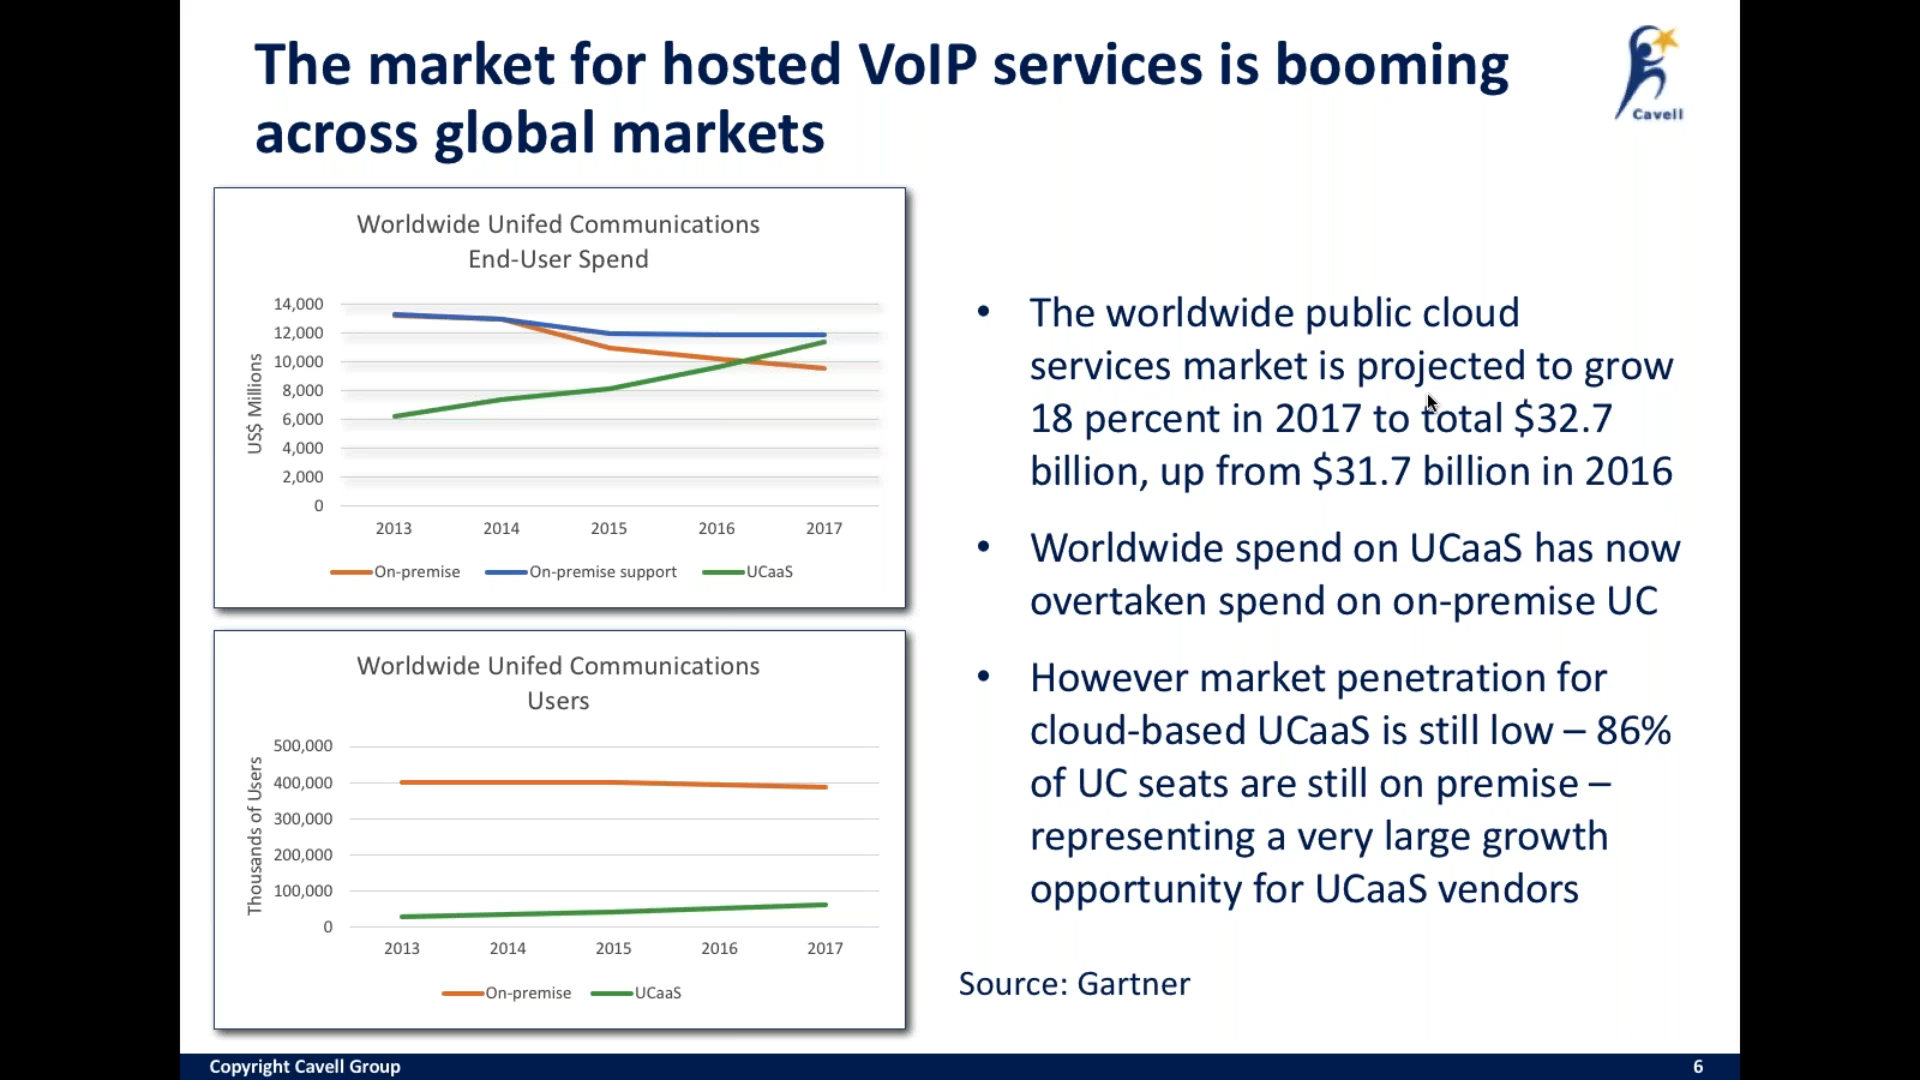 The market for hosted VoIP services is booming
across global markets
Cavell
Worldwide Unifed Communications
End-User Spend
US$ Millions
14,000
12,000
10,000
8,000
6,000
4,000
2,000
0
2013 2014 2015 2016 2017
On-premise On-premise support UCaaS
Worldwide Unifed Communications
Users
Thousands of Users
500,000
400,000
300,000
200,000
100,000
0
2013 2014 2015 2016 2017
On-premise UCaaS
• The worldwide public cloud
services market is projected to grow
18 percent in 2017 to total $32.7
billion, up from $31.7 billion in 2016
• Worldwide spend on UCaaS has now
overtaken spend on on-premise UC
• However market penetration for
cloud-based UCaaS is still low – 86%
of UC seats are still on premise –
representing a very large growth
opportunity for UCaaS vendors
Source: Gartner
Copyright Cavell Group
6